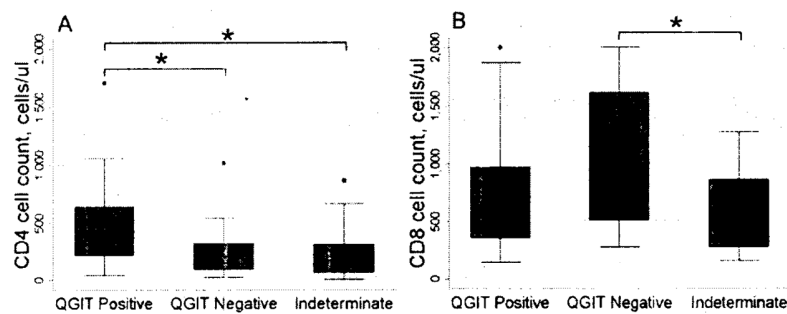 A
CD4 cell count, cells/ul
2,000
1,500
1,000
500
0
*
*
QGIT Positive QGIT Negative Indeterminate
B
CD8 cell count, cells/ul
2,000
1,500
1,000
500
0
*
QGIT Positive QGIT Negative Indeterminate